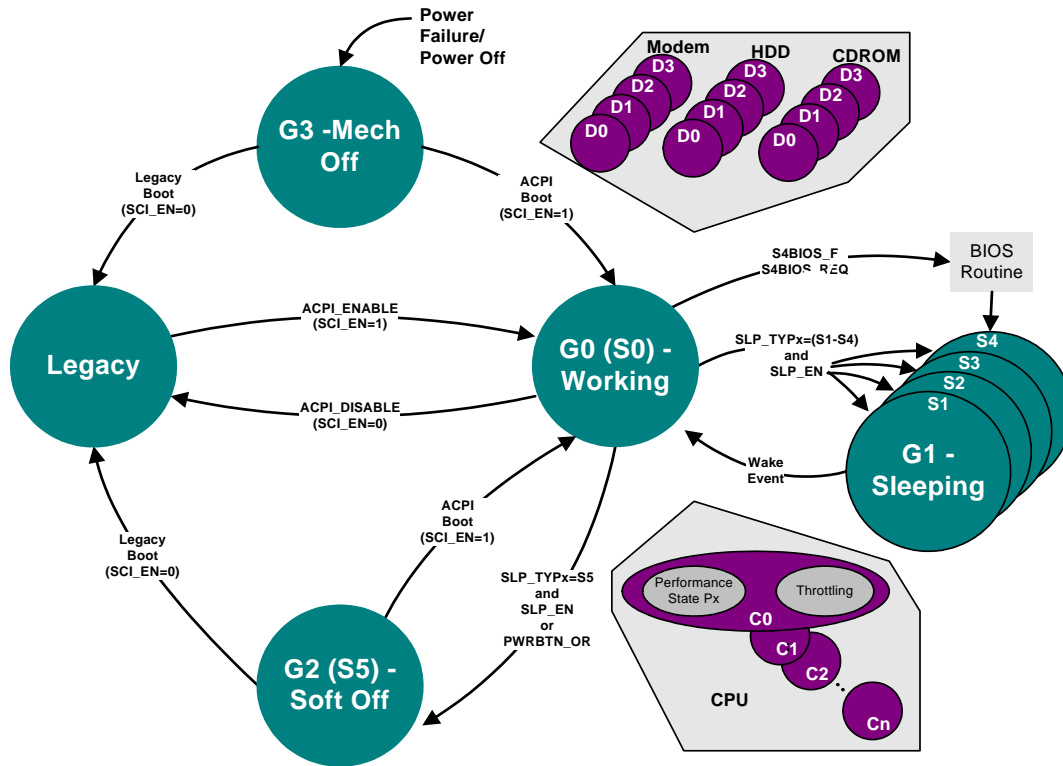 Power
Failure/
Power Off
Modem
HDD
CDROM
D3
D2
D1
D0
D3
D2
D1
D0
D3
D2
D1
D0
G3 -Mech
Off
Legacy
Boot
(SCI_EN=0)
ACPI
Boot
(SCI_EN=1)
S4BIOS_F
S4BIOS_REQ
BIOS
Routine
ACPI_ENABLE
(SCI_EN=1)
Legacy
G0 (S0) -
Working
SLP_TYPx=(S1-S4)
and
SLP_EN
S4
S3
S2
S1
G1 -
Sleeping
ACPI_DISABLE
(SCI_EN=0)
Wake
Event
ACPI
Boot
(SCI_EN=1)
Legacy
Boot
(SCI_EN=0)
SLP_TYPx=S5
and
SLP_EN
or
PWRBTN_OR
G2 (S5) -
Soft Off
Performance
State Px
Throttling
C0
C1
C2
Cn
CPU